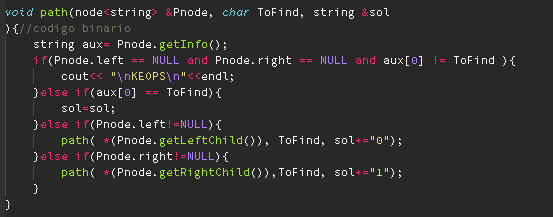 void path(node<string> &Pnode, char ToFind, string &sol
){//codigo binario
    string aux= Pnode.getInfo();
    if(Pnode.left == NULL and Pnode.right == NULL and aux[0] != ToFind ){
        cout<< "\nKEOPS\n"<<endl;
    }else if(aux[0] == ToFind){
        sol=sol;
    }else if(Pnode.left!=NULL){
        path( *(Pnode.getLeftChild()), ToFind, sol+="0");
    }else if(Pnode.right!=NULL){
        path( *(Pnode.getRightChild()),ToFind, sol+="1");
    }
}